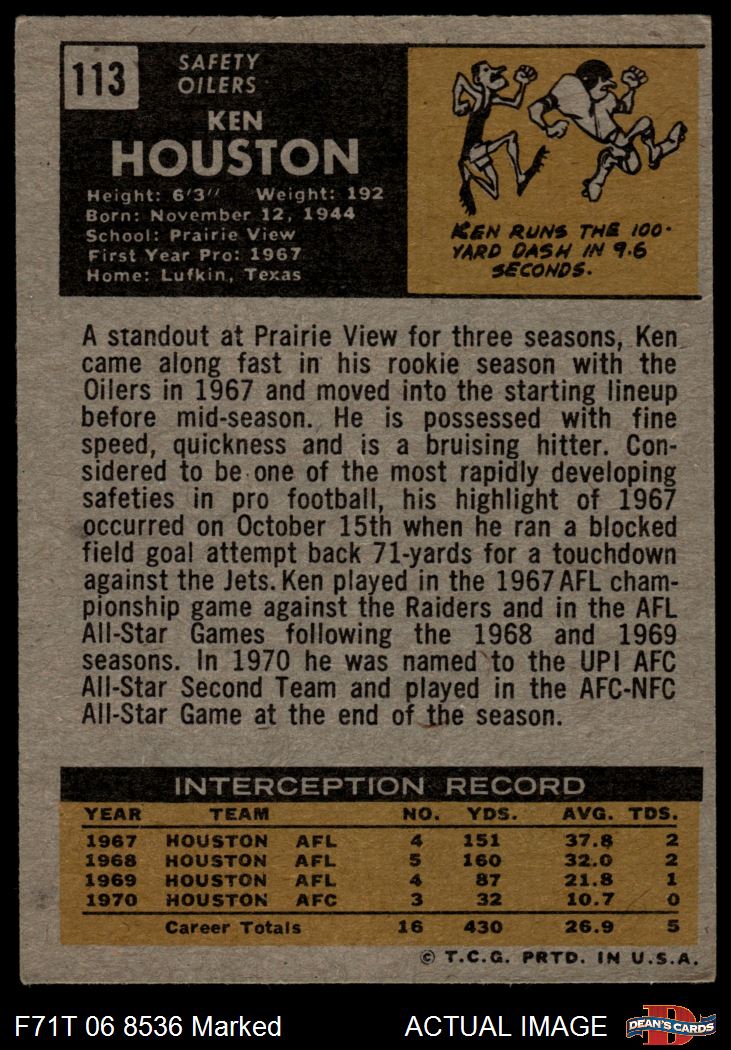 113
SAFETY
OILERS
KEN
HOUSTON
Height: 6'3″ Weight: 192
Born: November 12, 1944
School: Prairie View
First Year Pro: 1967
Home: Lufkin, Texas
KEN RUNS THE 100-
YARD DASH IN 9.6
SECONDS.
A standout at Prairie View for three seasons, Ken
came along fast in his rookie season with the
Oilers in 1967 and moved into the starting lineup
before mid-season. He is possessed with fine
speed, quickness and is a bruising hitter. Con-
sidered to be one of the most rapidly developing
safeties in pro football, his highlight of 1967
occurred on October 15th when he ran a blocked
field goal attempt back 71-yards for a touchdown
against the Jets. Ken played in the 1967 AFL cham-
pionship game against the Raiders and in the AFL
All-Star Games following the 1968 and 1969
seasons. In 1970 he was named to the UPI AFC
All-Star Second Team and played in the AFC-NFC
All-Star Game at the end of the season.
INTERCEPTION RECORD
YEAR TEAM NO. YDS. AVG. TDS.
1967 HOUSTON AFL 4 151 37.8 2
1968 HOUSTON AFL 5 160 32.0 2
1969 HOUSTON AFL 4 87 21.8 1
1970 HOUSTON AFC 3 32 10.7 0
Career Totals 16 430 26.9 5
© T.C.G. PRTD. IN U.S.A.
F71T 06 8536 Marked ACTUAL IMAGE DEAN'S CARDS